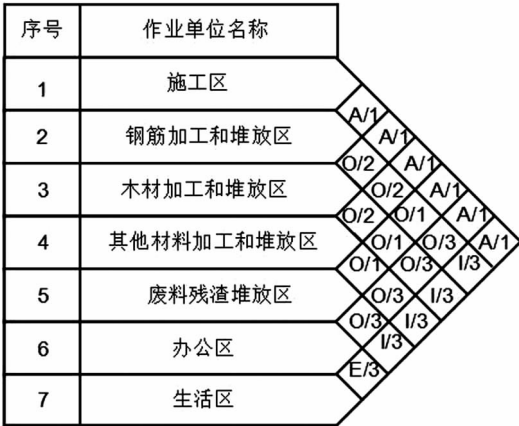 序号 作业单位名称
1 施工区
A/1
2 钢筋加工和堆放区 A/1
O/2 A/1
3 木材加工和堆放区 O/2 A/1
O/2 O/1 A/1
4 其他材料加工和堆放区 O/1 O/3 A/1
O/1 O/3 I/3
5 废料残渣堆放区 O/3 I/3
O/3 I/3
6 办公区 I/3
E/3
7 生活区